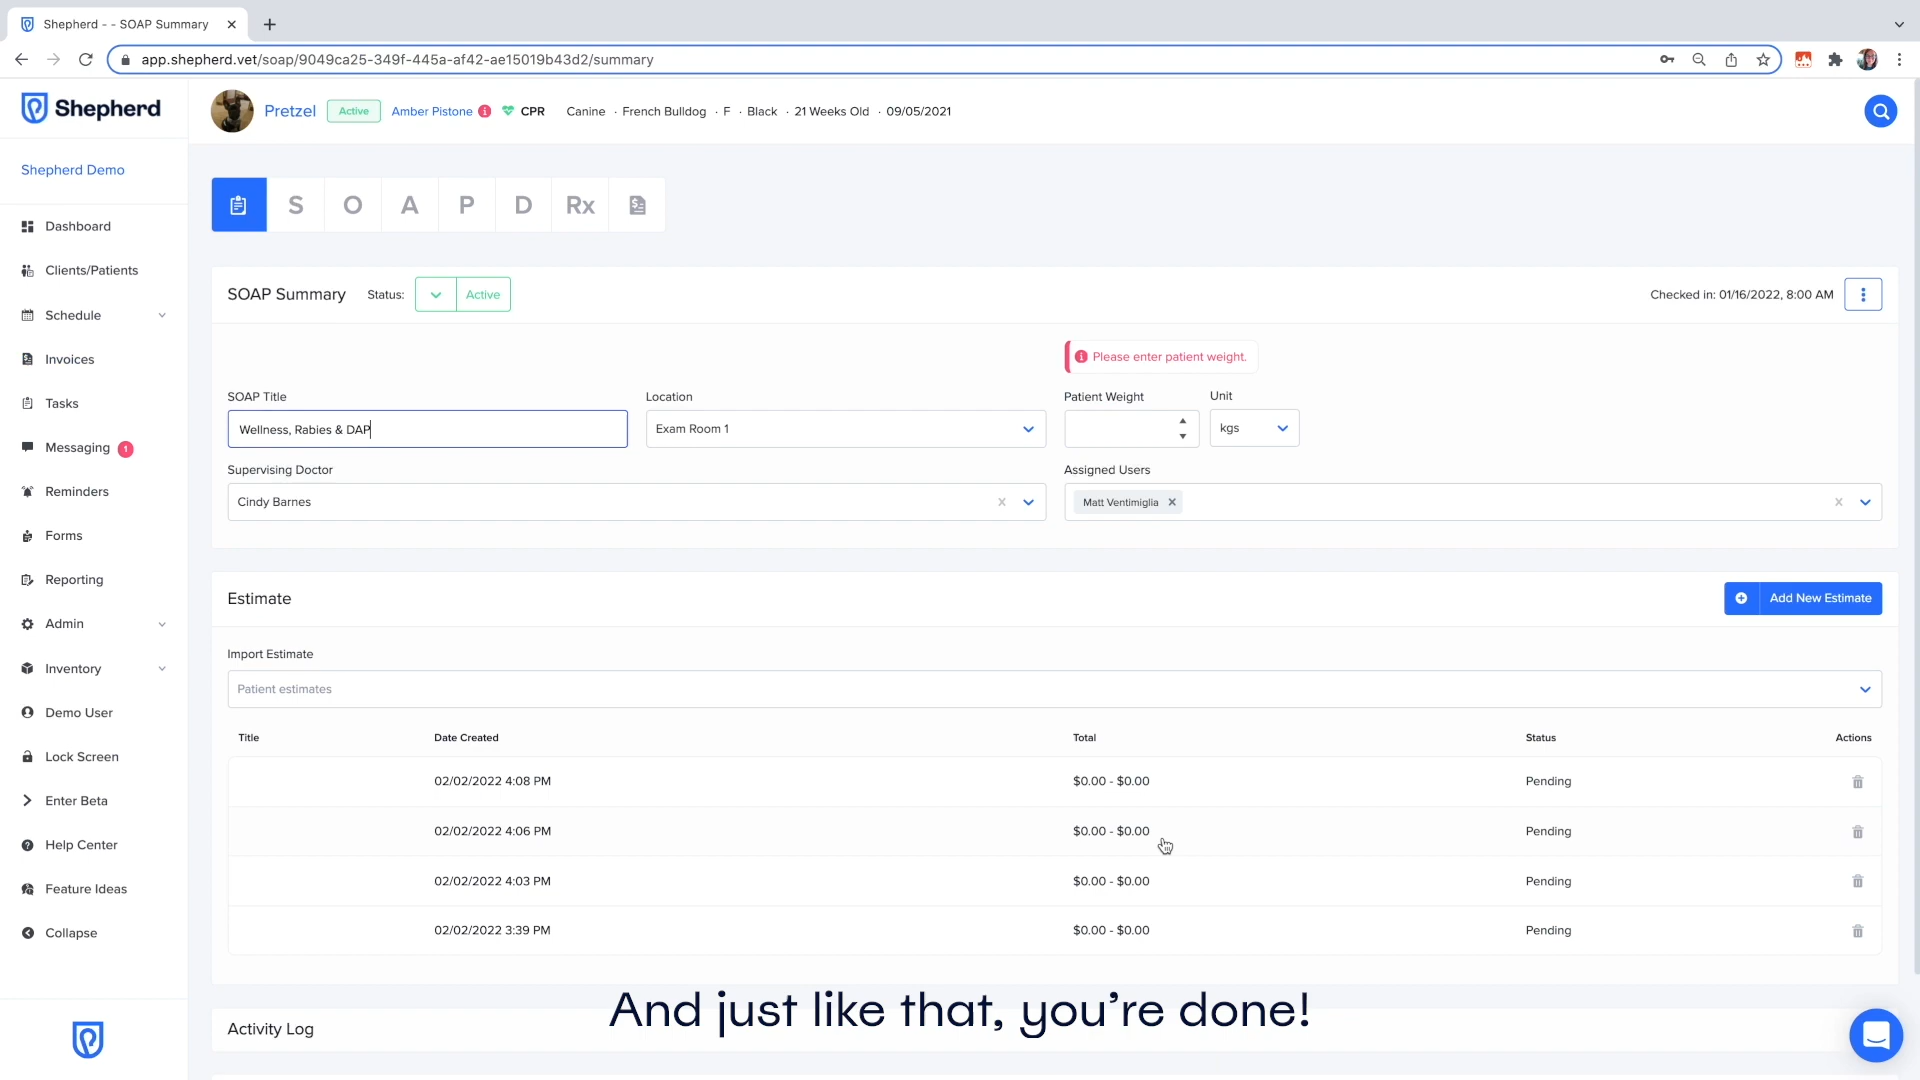 Shepherd - - SOAP Summary
app.shepherd.vet/soap/9049ca25-349f-445a-af42-ae15019b43d2/summary
Shepherd
Pretzel Active Amber Pistone CPR Canine · French Bulldog · F · Black · 21 Weeks Old · 09/05/2021
Shepherd Demo
S O A P D Rx
Dashboard
Clients/Patients
Schedule
Invoices
Tasks
Messaging 1
Reminders
Forms
Reporting
Admin
Inventory
Demo User
Lock Screen
Enter Beta
Help Center
Feature Ideas
Collapse
SOAP Summary Status: Active Checked in: 01/16/2022, 8:00 AM
Please enter patient weight.
SOAP Title Location Patient Weight Unit
Wellness, Rabies & DAP Exam Room 1 kgs
Supervising Doctor Assigned Users
Cindy Barnes Matt Ventimiglia
Estimate Add New Estimate
Import Estimate
Patient estimates
Title Date Created Total Status Actions
02/02/2022 4:08 PM $0.00 - $0.00 Pending
02/02/2022 4:06 PM $0.00 - $0.00 Pending
02/02/2022 4:03 PM $0.00 - $0.00 Pending
02/02/2022 3:39 PM $0.00 - $0.00 Pending
And just like that, you're done!
Activity Log